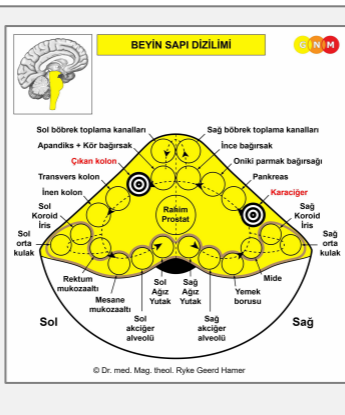 BEYİN SAPI DİZİLİMİ
G N M
Sol böbrek toplama kanalları
Sağ böbrek toplama kanalları
Apandiks + Kör bağırsak
İnce bağırsak
Çıkan kolon
Oniki parmak bağırsağı
Transvers kolon
Pankreas
İnen kolon
Karaciğer
Sol
Koroid
İris
Sağ
Koroid
İris
Rahim
Prostat
Sol
orta
kulak
Sağ
orta
kulak
Rektum
mukozaaltı
Mesane
mukozaaltı
Sol
akciğer
alveolü
Sol
Ağız
Yutak
Sağ
Ağız
Yutak
Sağ
akciğer
alveolü
Yemek
borusu
Mide
Sol
Sağ
© Dr. med. Mag. theol. Ryke Geerd Hamer